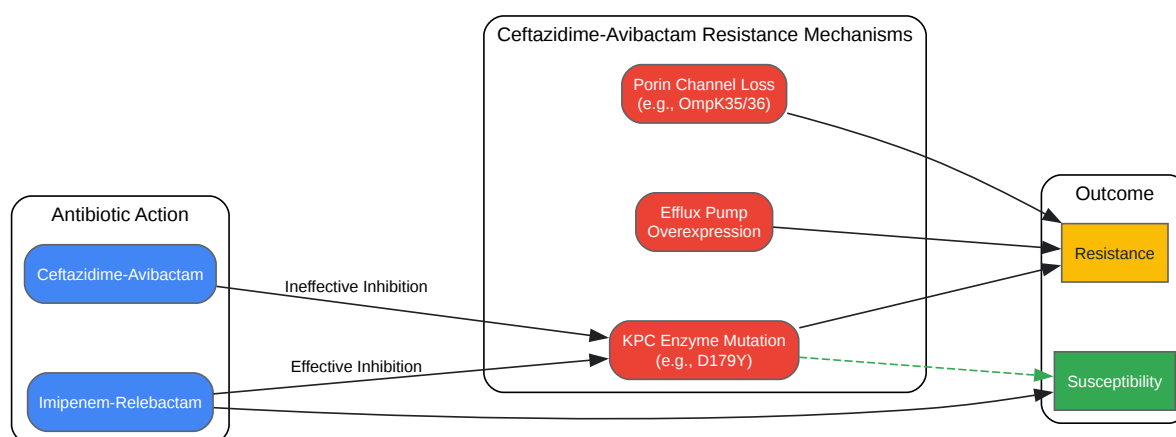 Ceftazidime-Avibactam Resistance Mechanisms
Porin Channel Loss
(e.g., OmpK35/36)
Efflux Pump
Overexpression
KPC Enzyme Mutation
(e.g., D179Y)
Antibiotic Action
Ceftazidime-Avibactam
Imipenem-Relebactam
Ineffective Inhibition
Effective Inhibition
Outcome
Resistance
Susceptibility